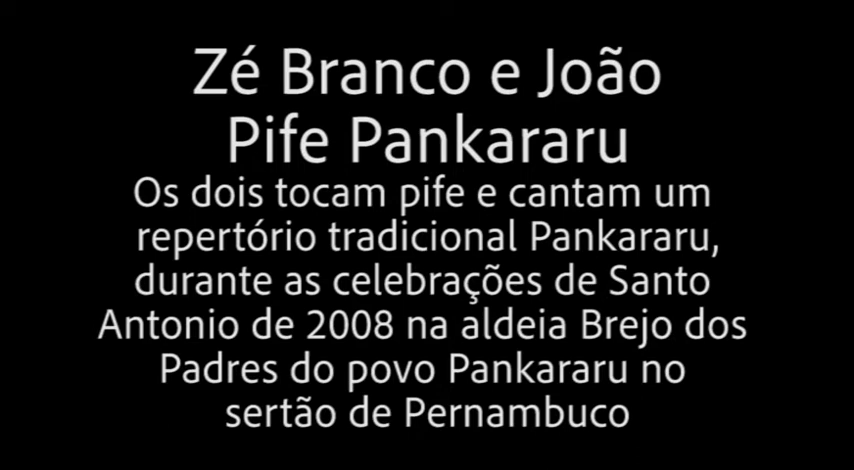 Zé Branco e João
Pife Pankararu
Os dois tocam pife e cantam um
repertório tradicional Pankararu,
durante as celebrações de Santo
Antonio de 2008 na aldeia Brejo dos
Padres do povo Pankararu no
sertão de Pernambuco